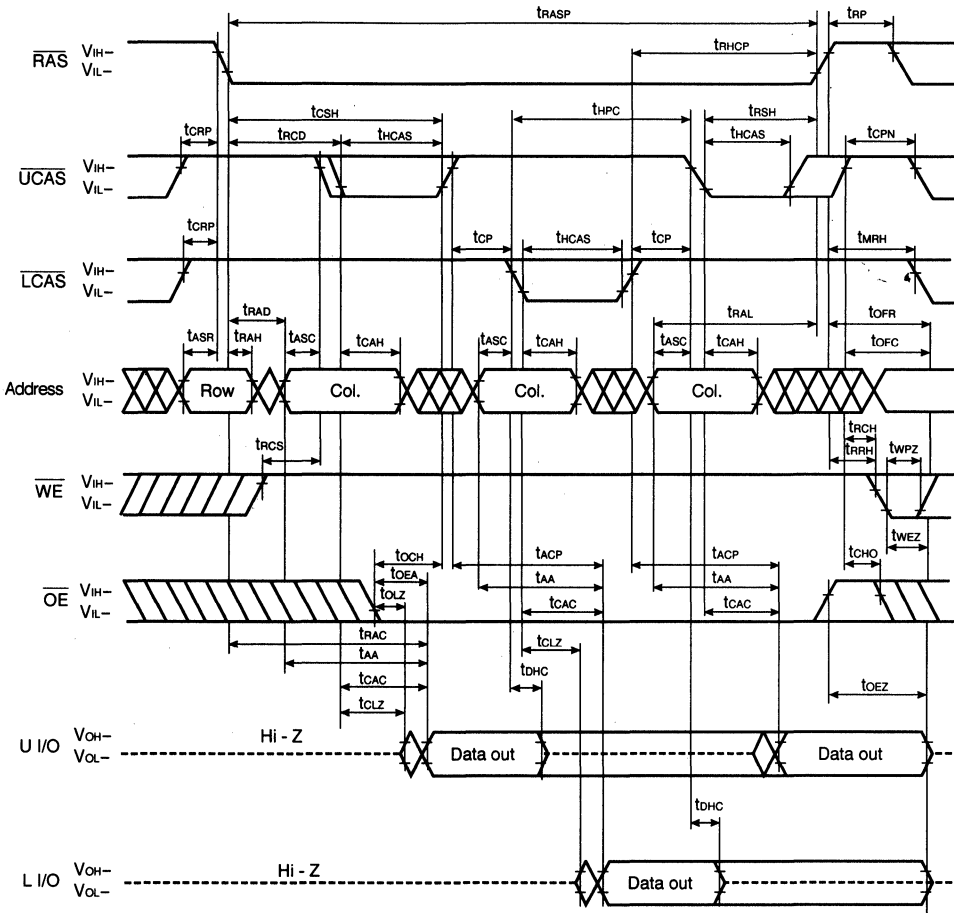 tRASP tRP
RAS VIH– VIL– tRHCP
tCSH tHPC tRSH
tCRP tRCD tHCAS tHCAS tCPN
UCAS VIH– VIL–
tCRP tCP tHCAS tCP tMRH
LCAS VIH– VIL–
tRAD tRAL tOFR
tASR tRAH tASC tCAH tASC tCAH tASC tCAH tOFC
Address VIH– VIL– Row Col. Col. Col.
tRCH
tRCS tRRH tWPZ
WE VIH– VIL–
tWEZ
tOCH tACP tACP tCHO
tOEA tAA tAA
OE VIH– VIL– tOLZ tCAC tCAC
tRAC
tAA tCLZ
tCAC tDHC tOEZ
tCLZ
U I/O VOH– VOL– Hi - Z Data out Data out
tDHC
L I/O VOH– VOL– Hi - Z Data out